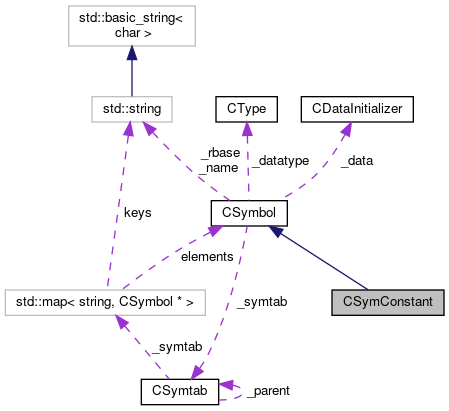 std::basic_string<
char >
std::string
CType
CDataInitializer
_rbase
_name
_datatype
_data
keys
CSymbol
elements
std::map< string, CSymbol * >
_symtab
CSymConstant
_symtab
CSymtab
_parent